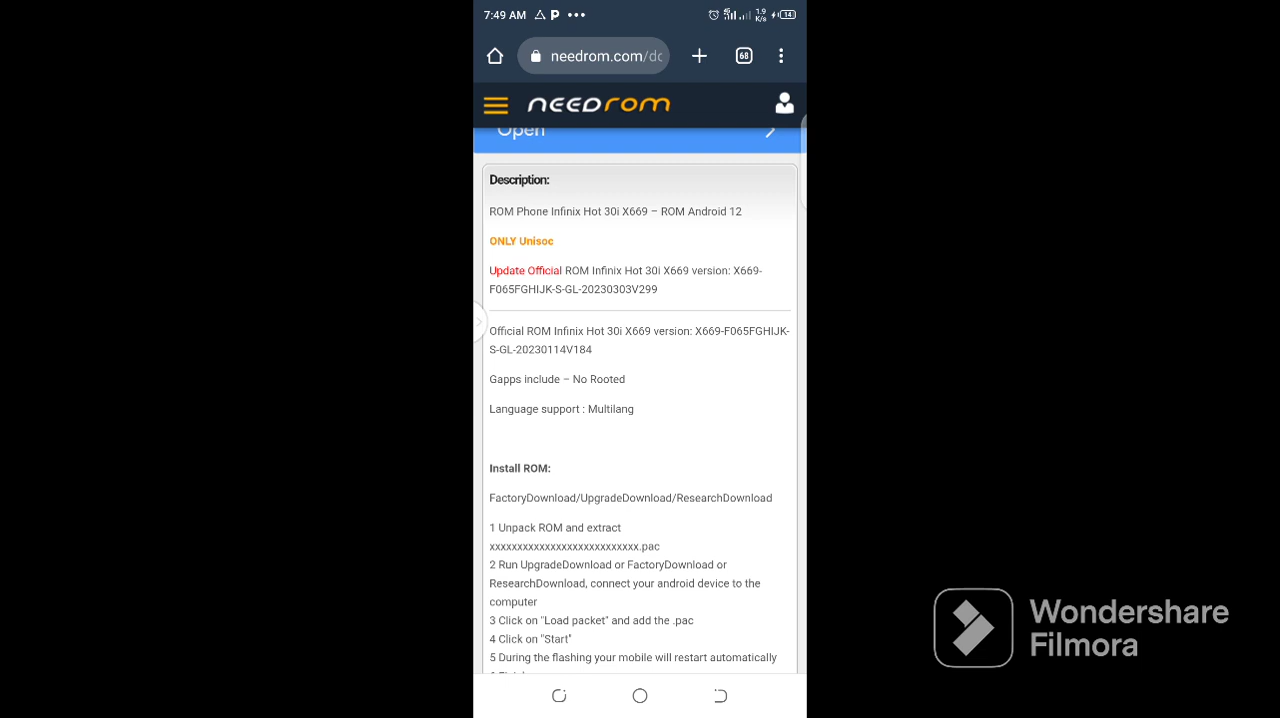 7:49 AM
1.9
K/s
14
needrom.com/dc
68
NEEDrom
Open
Description:
ROM Phone Infinix Hot 30i X669 – ROM Android 12
ONLY Unisoc
Update Official ROM Infinix Hot 30i X669 version: X669-
F065FGHIJK-S-GL-20230303V299
Official ROM Infinix Hot 30i X669 version: X669-F065FGHIJK-
S-GL-20230114V184
Gapps include – No Rooted
Language support : Multilang
Install ROM:
FactoryDownload/UpgradeDownload/ResearchDownload
1 Unpack ROM and extract
xxxxxxxxxxxxxxxxxxxxxxxxxxx.pac
2 Run UpgradeDownload or FactoryDownload or
ResearchDownload, connect your android device to the
computer
3 Click on "Load packet" and add the .pac
4 Click on "Start"
5 During the flashing your mobile will restart automatically
Wondershare
Filmora